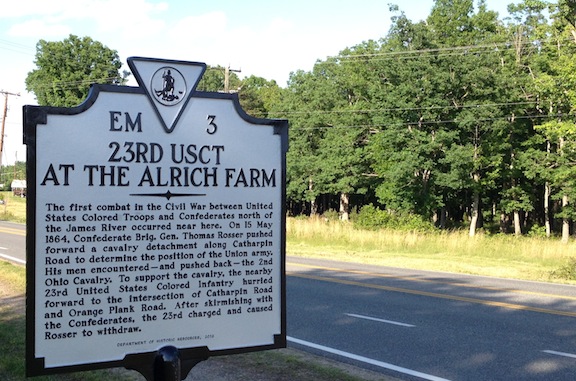 EM 3
23RD USCT
AT THE ALRICH FARM
The first combat in the Civil War between United
States Colored Troops and Confederates north of
the James River occurred near here. On 15 May
1864, Confederate Brig. Gen. Thomas Rosser pushed
forward a cavalry detachment along Catharpin
Road to determine the position of the Union army.
His men encountered—and pushed back—the 2nd
Ohio Cavalry. To support the cavalry, the nearby
23rd United States Colored Infantry hurried
forward to the intersection of Catharpin Road
and Orange Plank Road. After skirmishing with
the Confederates, the 23rd charged and caused
Rosser to withdraw.
DEPARTMENT OF HISTORIC RESOURCES,